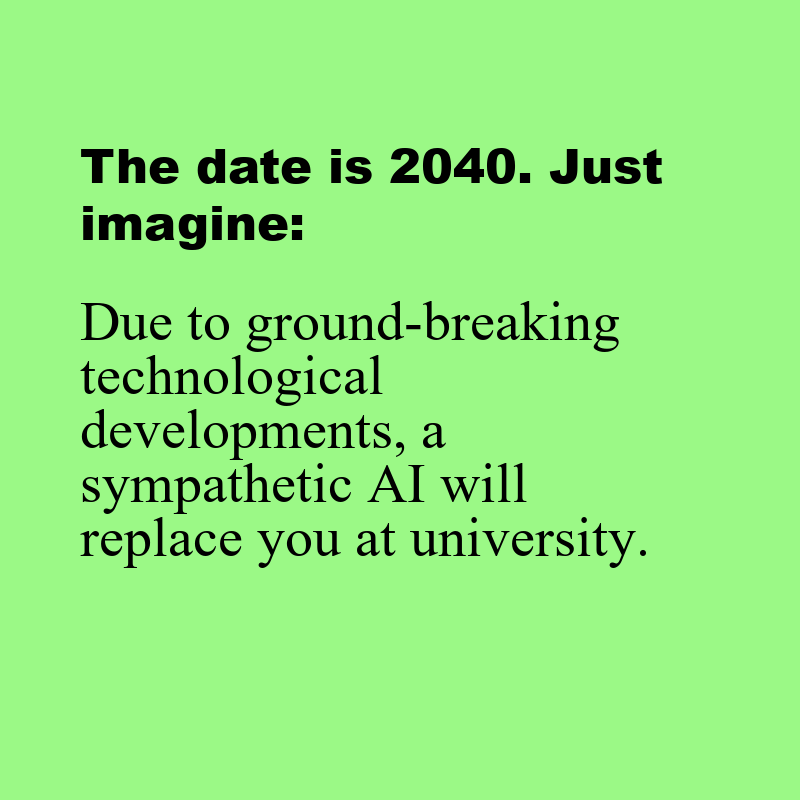 The date is 2040. Just
imagine:
Due to ground-breaking
technological
developments, a
sympathetic AI will
replace you at university.